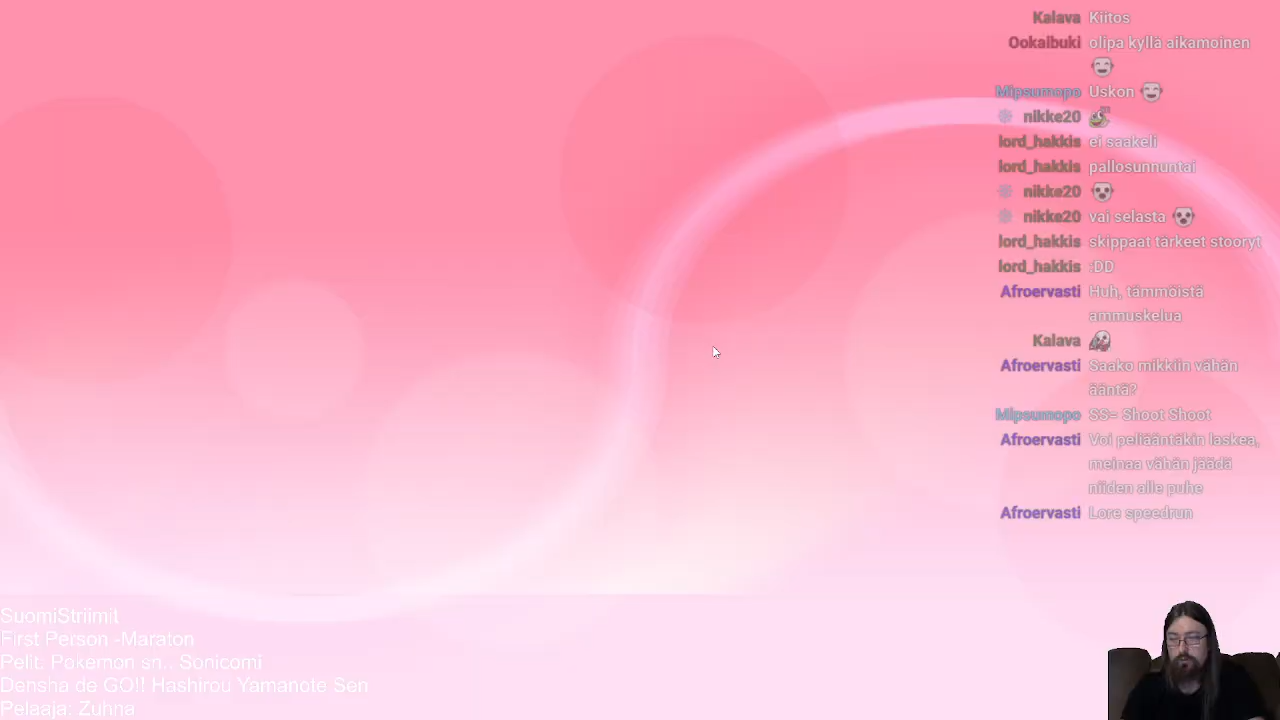 Kalava Kiitos
Ookalbuki olipa kyllä aikamoinen
Mipsumopo Uskon
nikke20
lord_hakkis ei saakeli
lord_hakkis pallosunnuntai
nikke20
nikke20 vai selasta
lord_hakkis skippaat tärkeet stooryt
lord_hakkis :DD
Afroervasti Huh, tämmöistä
ammuskelua
Kalava
Afroervasti Saako mikkiin vähän
ääntä?
Mipsumopo SS= Shoot Shoot
Afroervasti Voi peliääntäkin laskea,
meinaa vähän jäädä
niiden alle puhe
Afroervasti Lore speedrun
SuomiStriimit
First Person -Maraton
Pelit: Pokemon sn.. Sonicomi
Densha de GO!! Hashirou Yamanote Sen
Pelaaja: Zuhna